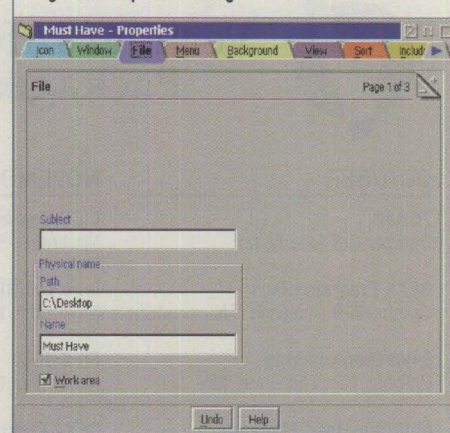 Must Have - Properties
Icon Window File Menu Background View Sort Includ
File Page 1 of 3
Subject
Physical name
Path
C:\Desktop
Name
Must Have
Work area
Undo Help